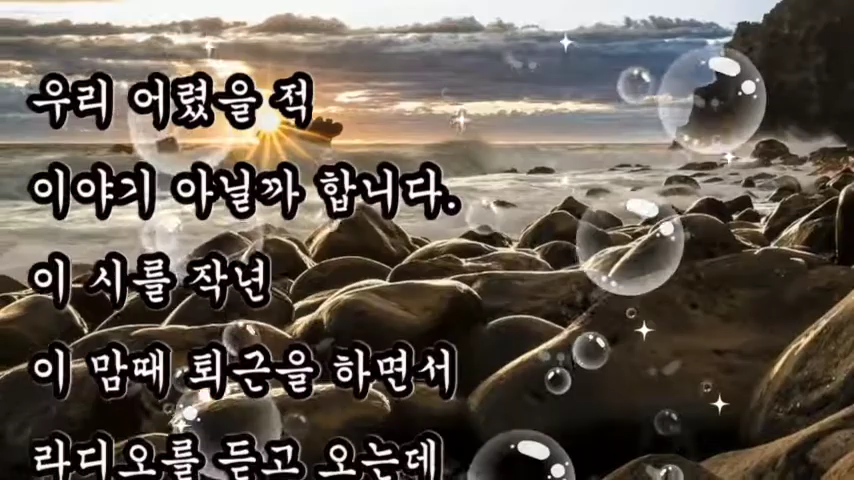 우리 어렸을 적
이야기 아닐까 합니다.
이 시를 작년
이 맘때 퇴근을 하면서
라디오를 듣고 오는데